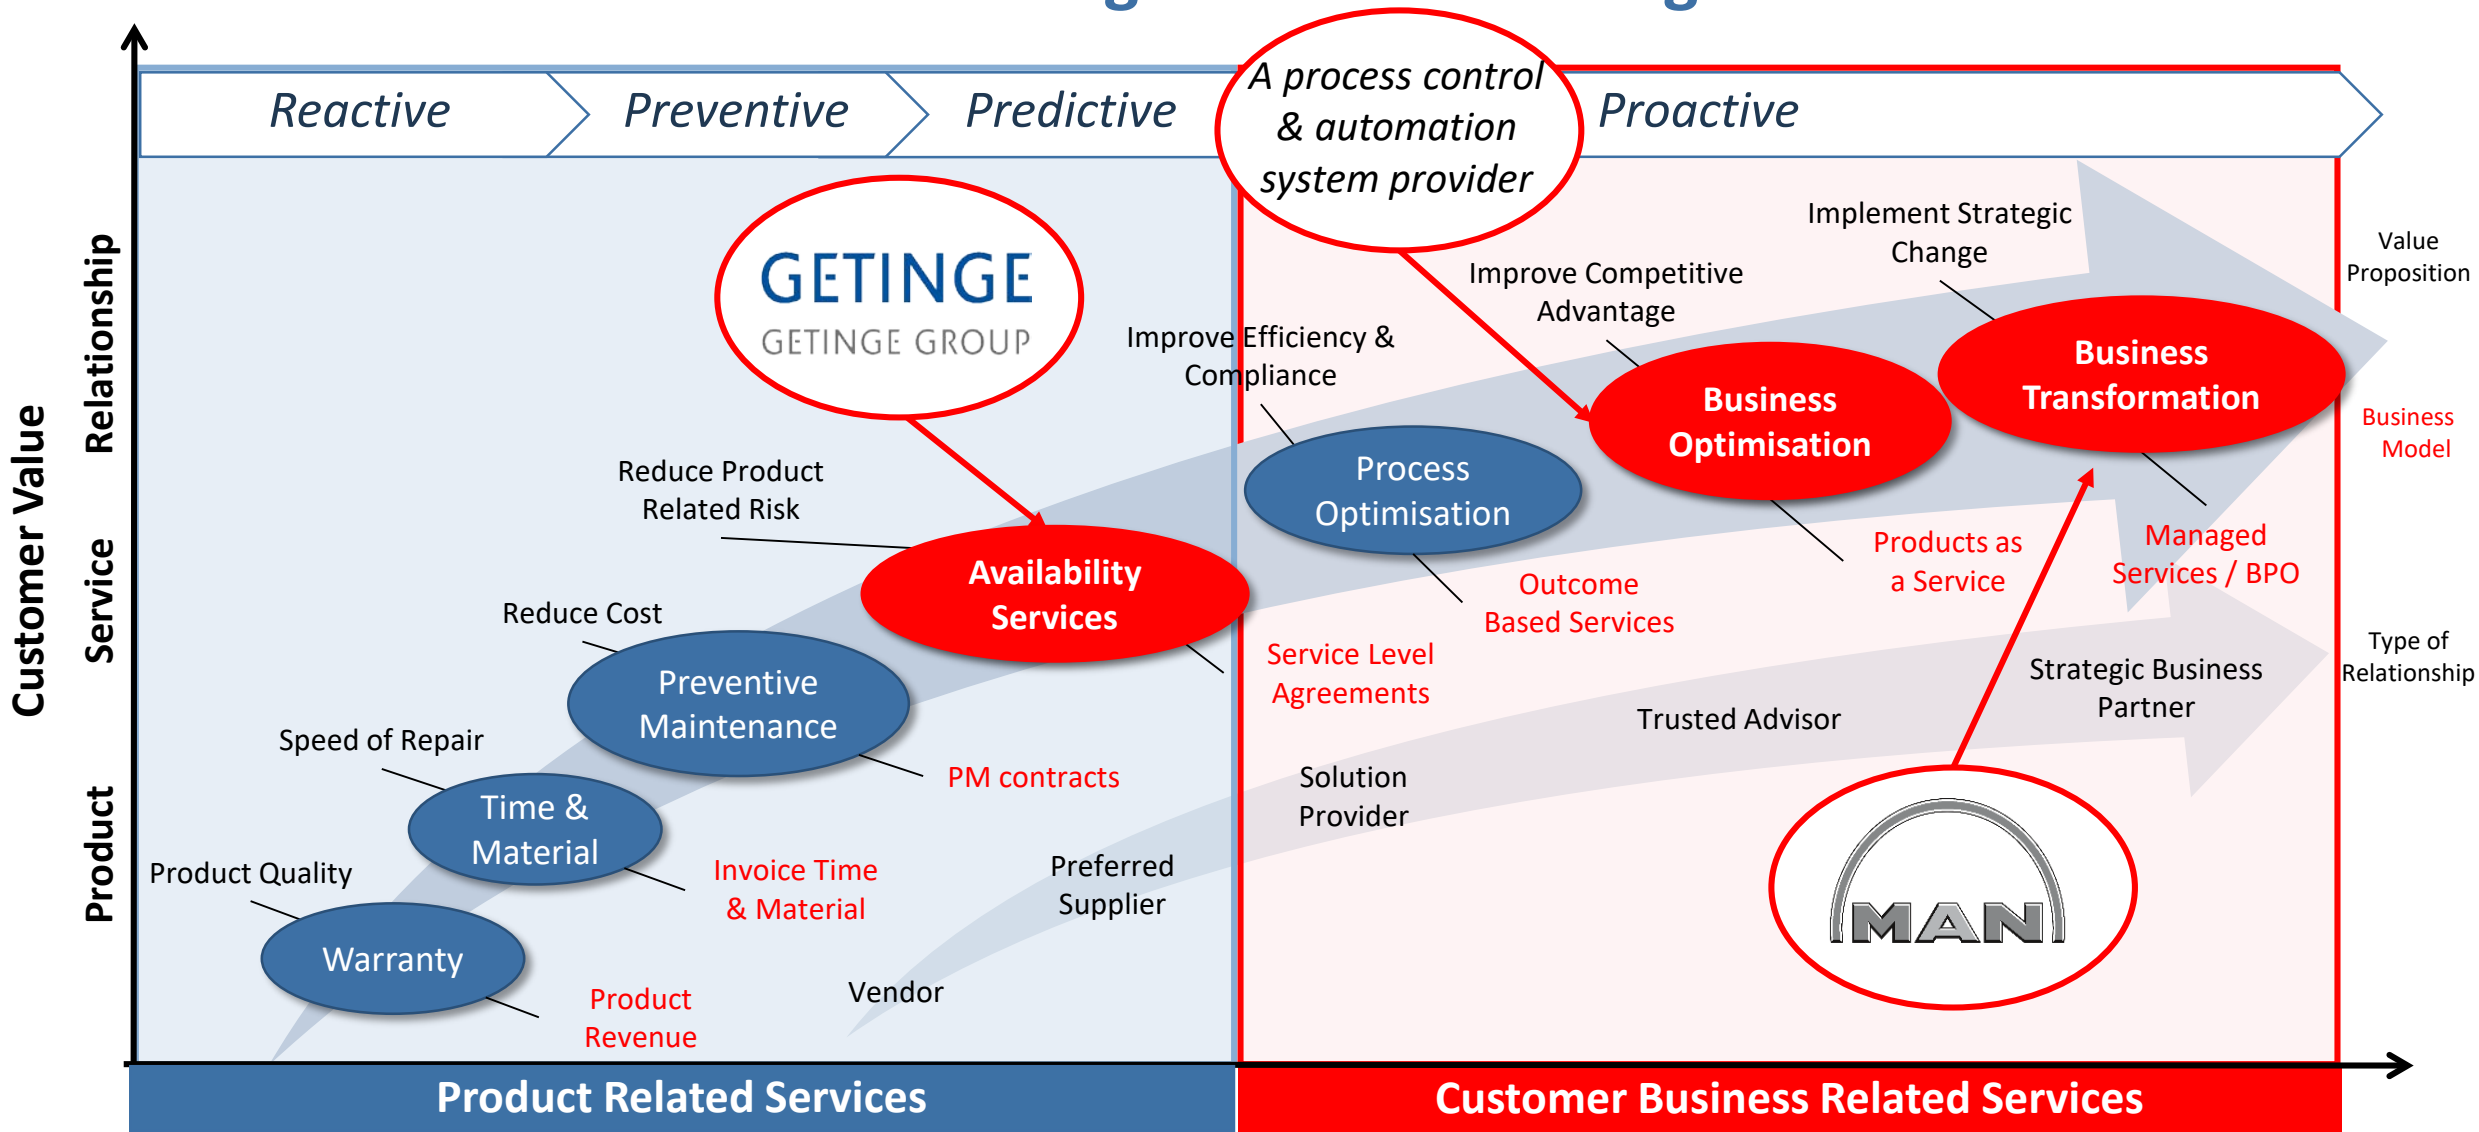 Reactive
Preventive
Predictive
A process control
& automation
system provider
Proactive
GETINGE
GETINGE GROUP
Implement Strategic
Change
Value
Proposition
Improve Competitive
Advantage
Improve Efficiency &
Compliance
Business
Transformation
Business
Optimisation
Business
Model
Process
Optimisation
Reduce Product
Related Risk
Availability
Services
Managed
Services / BPO
Products as
a Service
Outcome
Based Services
Service Level
Agreements
Reduce Cost
Preventive
Maintenance
PM contracts
Type of
Relationship
Strategic Business
Partner
Trusted Advisor
Solution
Provider
Preferred
Supplier
Vendor
Speed of Repair
Time &
Material
Invoice Time
& Material
Product Quality
Warranty
Product
Revenue
MAN
Customer Value
Relationship
Service
Product
Product Related Services
Customer Business Related Services